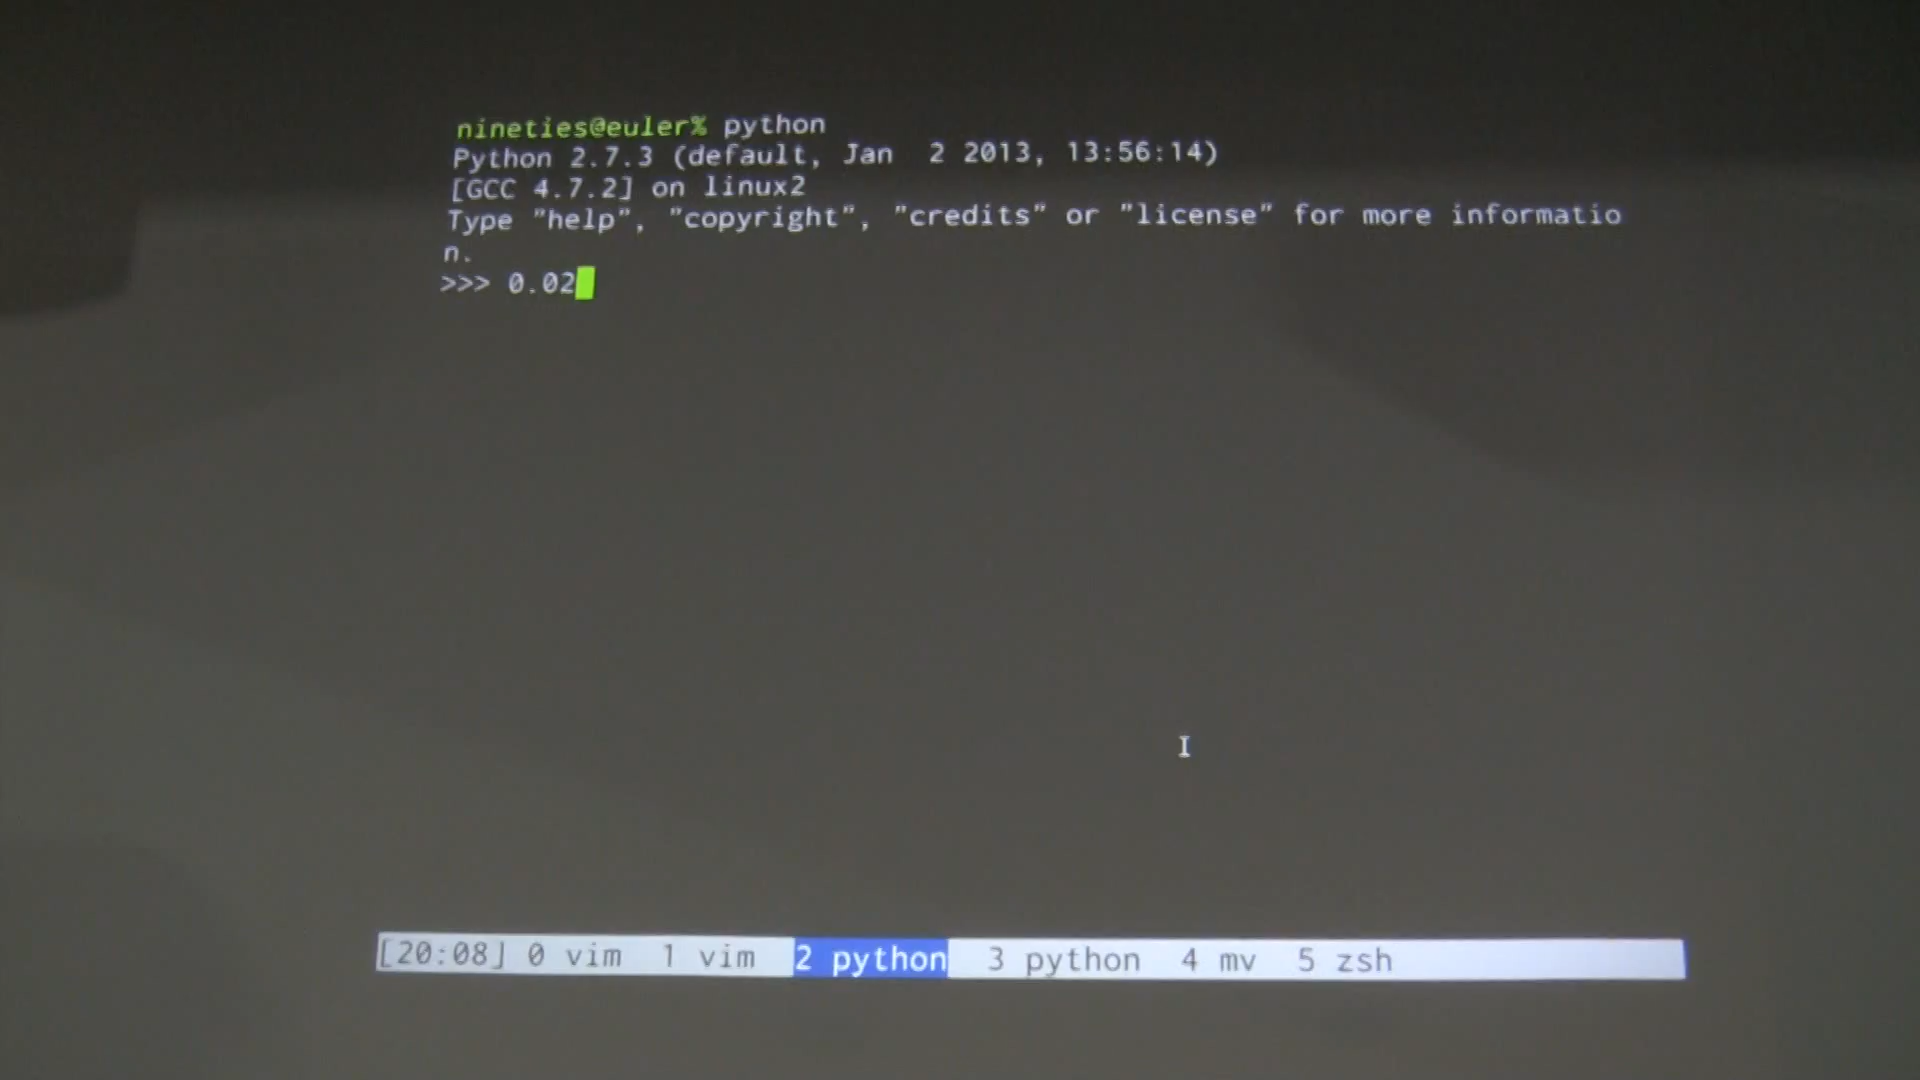 nineties@euler% python
Python 2.7.3 (default, Jan  2 2013, 13:56:14)
[GCC 4.7.2] on linux2
Type "help", "copyright", "credits" or "license" for more informatio
n.
>>> 0.02
[20:08] 0 vim  1 vim  2 python  3 python  4 mv  5 zsh